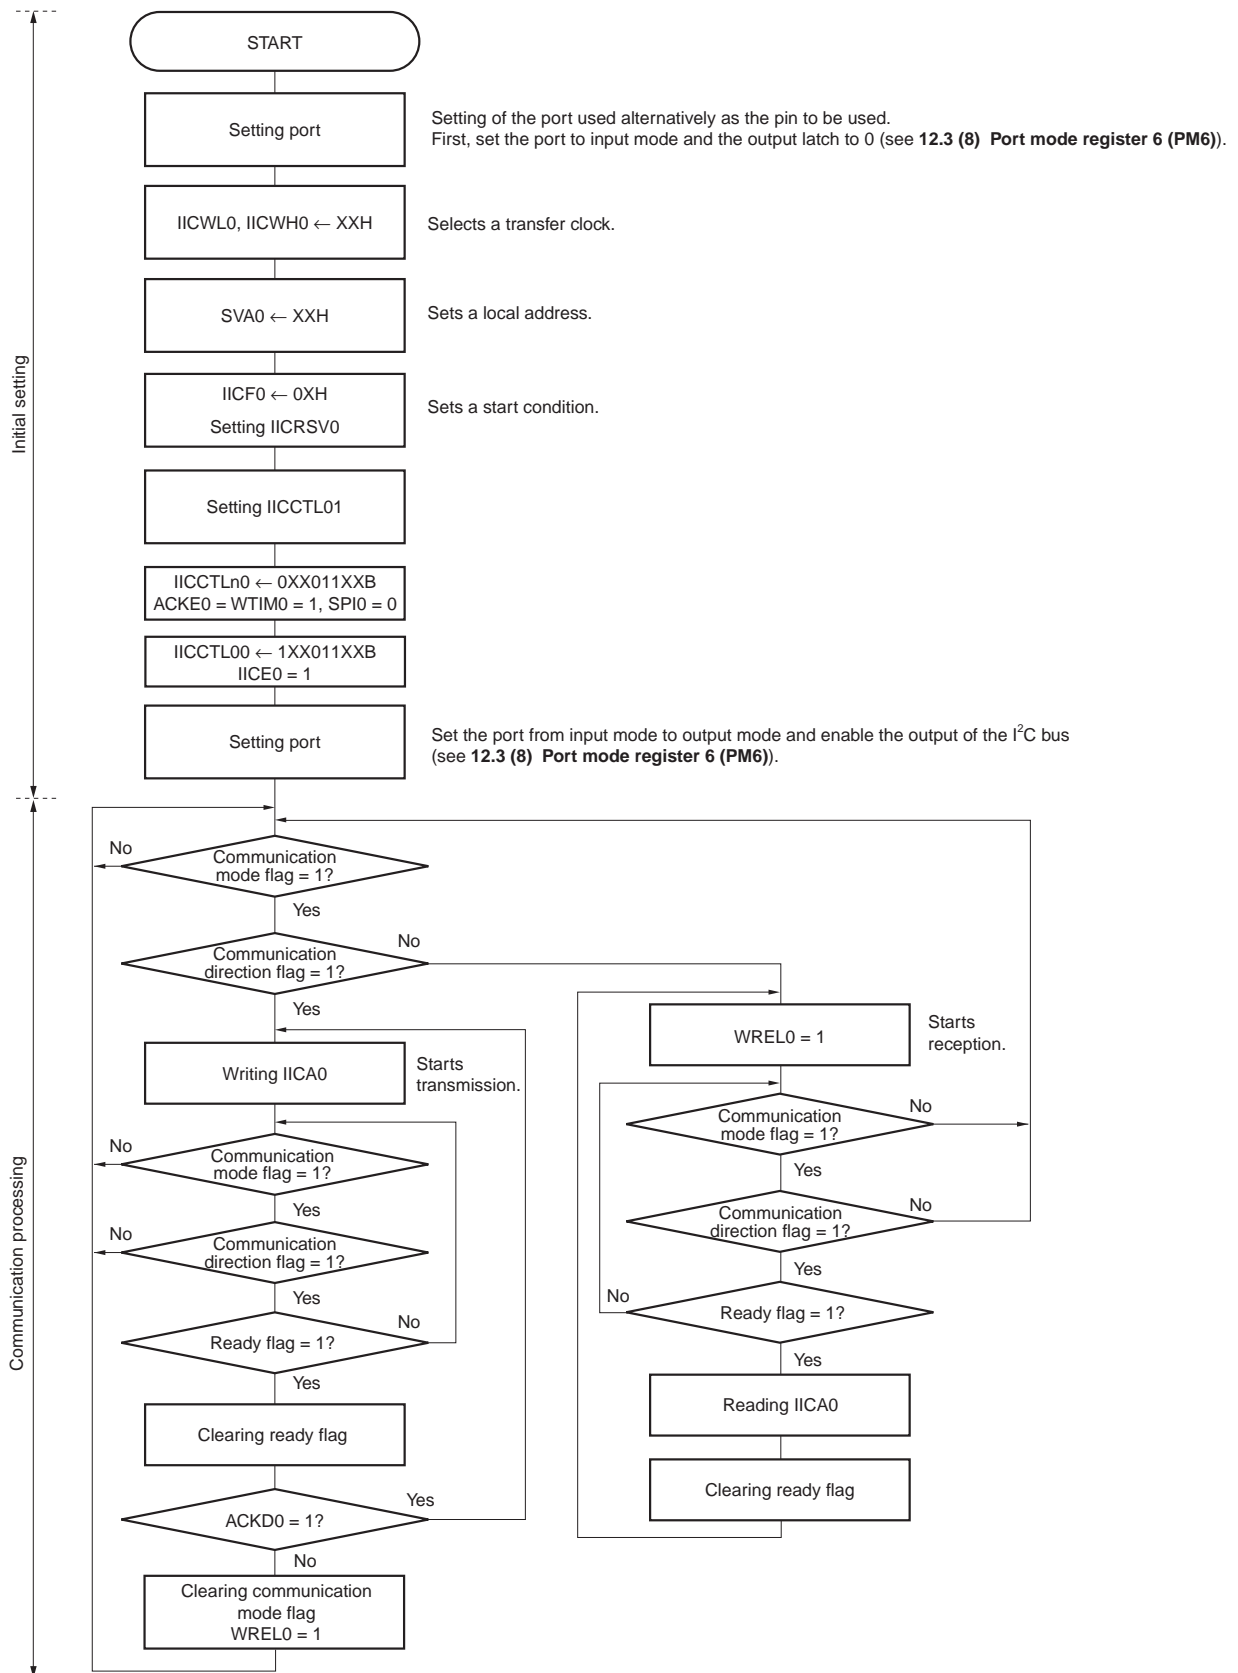 START
Setting port
Setting of the port used alternatively as the pin to be used.
First, set the port to input mode and the output latch to 0 (see 12.3 (8)  Port mode register 6 (PM6)).
IICWL0, IICWH0 ← XXH
Selects a transfer clock.
SVA0 ← XXH
Sets a local address.
IICF0 ← 0XH
Setting IICRSV0
Sets a start condition.
Initial setting
Setting IICCTL01
IICCTLn0 ← 0XX011XXB
ACKE0 = WTIM0 = 1, SPI0 = 0
IICCTL00 ← 1XX011XXB
IICE0 = 1
Setting port
Set the port from input mode to output mode and enable the output of the I²C bus
(see 12.3 (8)  Port mode register 6 (PM6)).
Communication processing
No
Communication
mode flag = 1?
Yes
No
Communication
direction flag = 1?
Yes
Writing IICA0
Starts
transmission.
No
Communication
mode flag = 1?
Yes
No
Communication
direction flag = 1?
Yes
No
Ready flag = 1?
Yes
Clearing ready flag
Yes
ACKD0 = 1?
No
Clearing communication
mode flag
WREL0 = 1
WREL0 = 1
Starts
reception.
No
Communication
mode flag = 1?
Yes
No
Communication
direction flag = 1?
Yes
No
Ready flag = 1?
Yes
Reading IICA0
Clearing ready flag